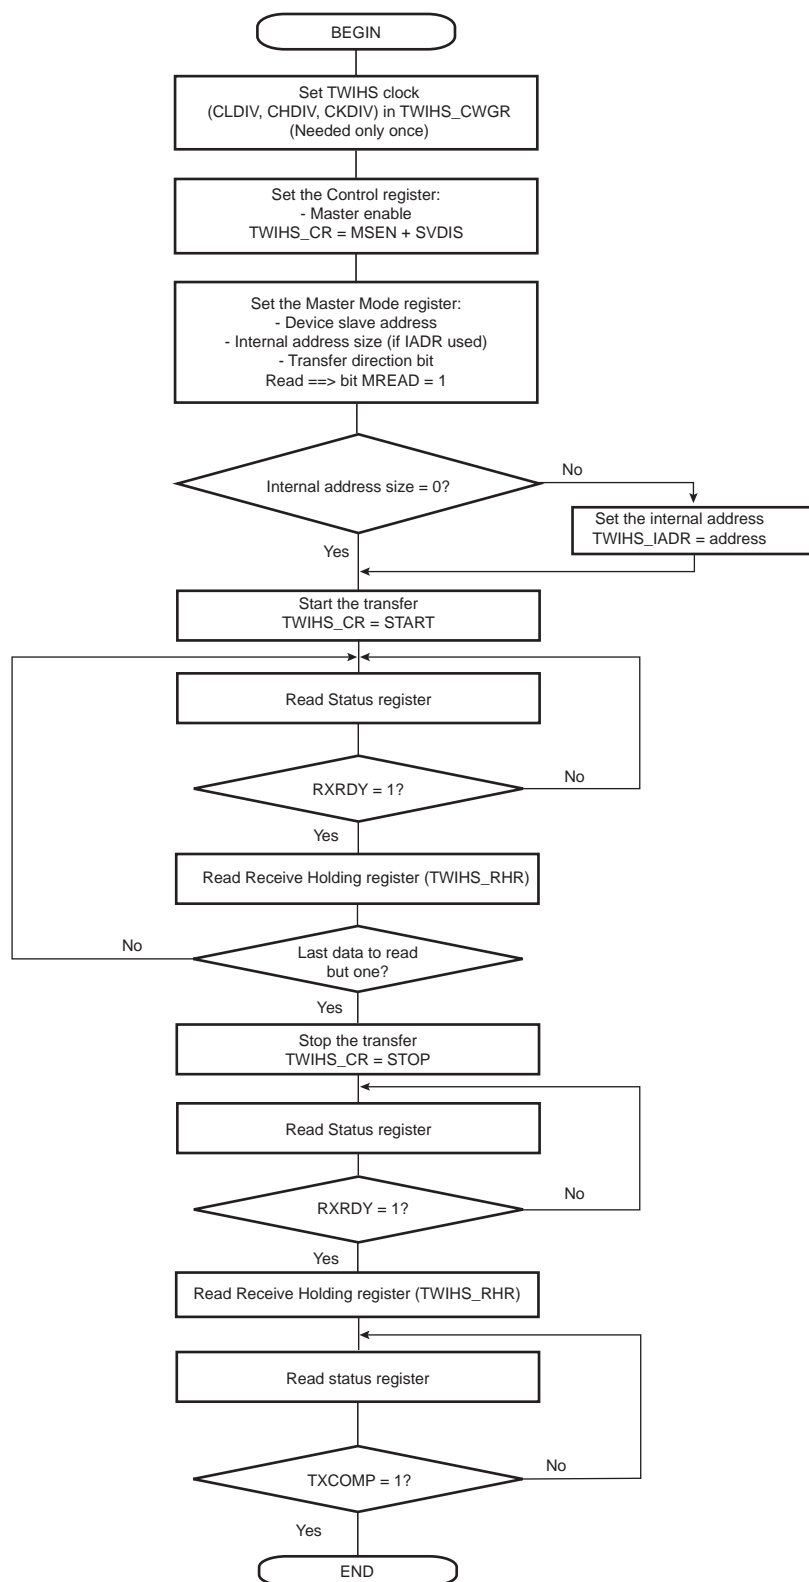 BEGIN
Set TWIHS clock
(CLDIV, CHDIV, CKDIV) in TWIHS_CWGR
(Needed only once)
Set the Control register:
- Master enable
TWIHS_CR = MSEN + SVDIS
Set the Master Mode register:
- Device slave address
- Internal address size (if IADR used)
- Transfer direction bit
Read ==> bit MREAD = 1
Internal address size = 0?
No
Set the internal address
TWIHS_IADR = address
Yes
Start the transfer
TWIHS_CR = START
Read Status register
RXRDY = 1?
No
Yes
Read Receive Holding register (TWIHS_RHR)
No
Last data to read
but one?
Yes
Stop the transfer
TWIHS_CR = STOP
Read Status register
RXRDY = 1?
No
Yes
Read Receive Holding register (TWIHS_RHR)
Read status register
TXCOMP = 1?
No
Yes
END